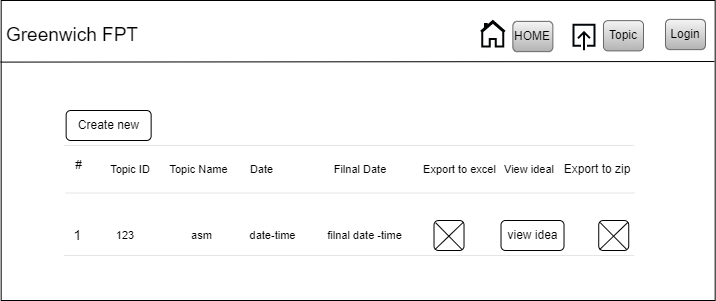 Greenwich FPT HOME Topic Login
Create new
# Topic ID Topic Name Date Filnal Date Export to excel View ideal Export to zip
1 123 asm date-time filnal date -time view idea